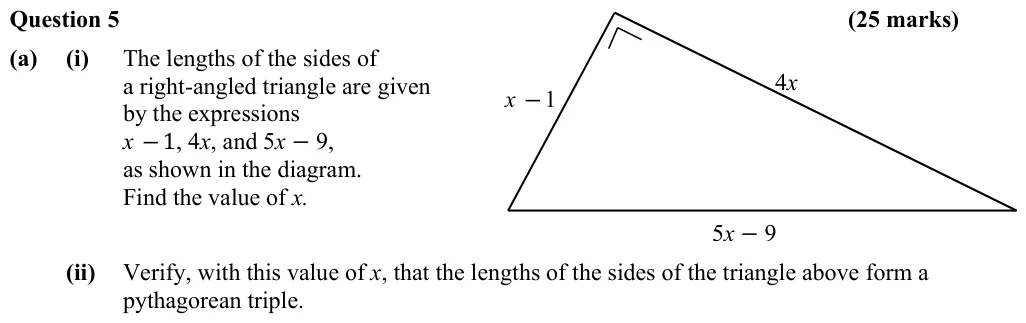 Question 5 (25 marks)
(a) (i) The lengths of the sides of
a right-angled triangle are given
by the expressions
x − 1, 4x, and 5x − 9,
as shown in the diagram.
Find the value of x.
x − 1
4x
5x − 9
(ii) Verify, with this value of x, that the lengths of the sides of the triangle above form a
pythagorean triple.